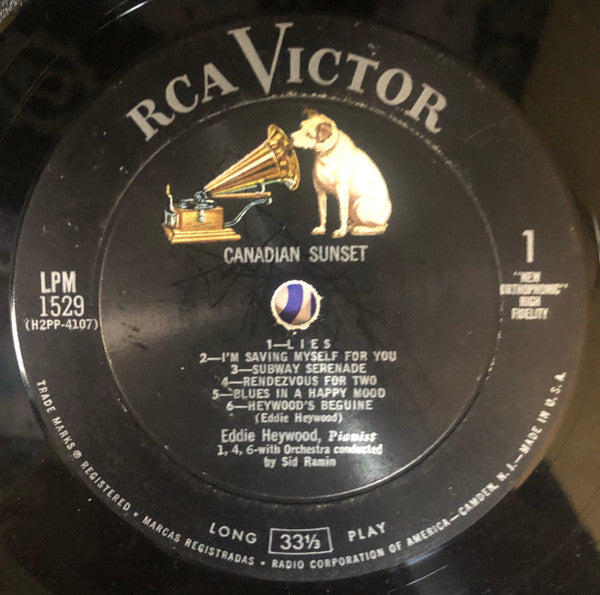 RCA VICTOR
CANADIAN SUNSET
LPM
1529
(H2PP-4107)
1
"NEW
ORTHOPHONIC"
HIGH
FIDELITY
1—LIES
2—I'M SAVING MYSELF FOR YOU
3—SUBWAY SERENADE
4—RENDEZVOUS FOR TWO
5—BLUES IN A HAPPY MOOD
6—HEYWOOD'S BEGUINE
(Eddie Heywood)
Eddie Heywood, Pianist
1, 4, 6-with Orchestra conducted
by Sid Ramin
LONG 33⅓ PLAY
TRADE MARKS ® REGISTERED • MARCAS REGISTRADAS • RADIO CORPORATION OF AMERICA—CAMDEN, N. J.—MADE IN U.S.A.